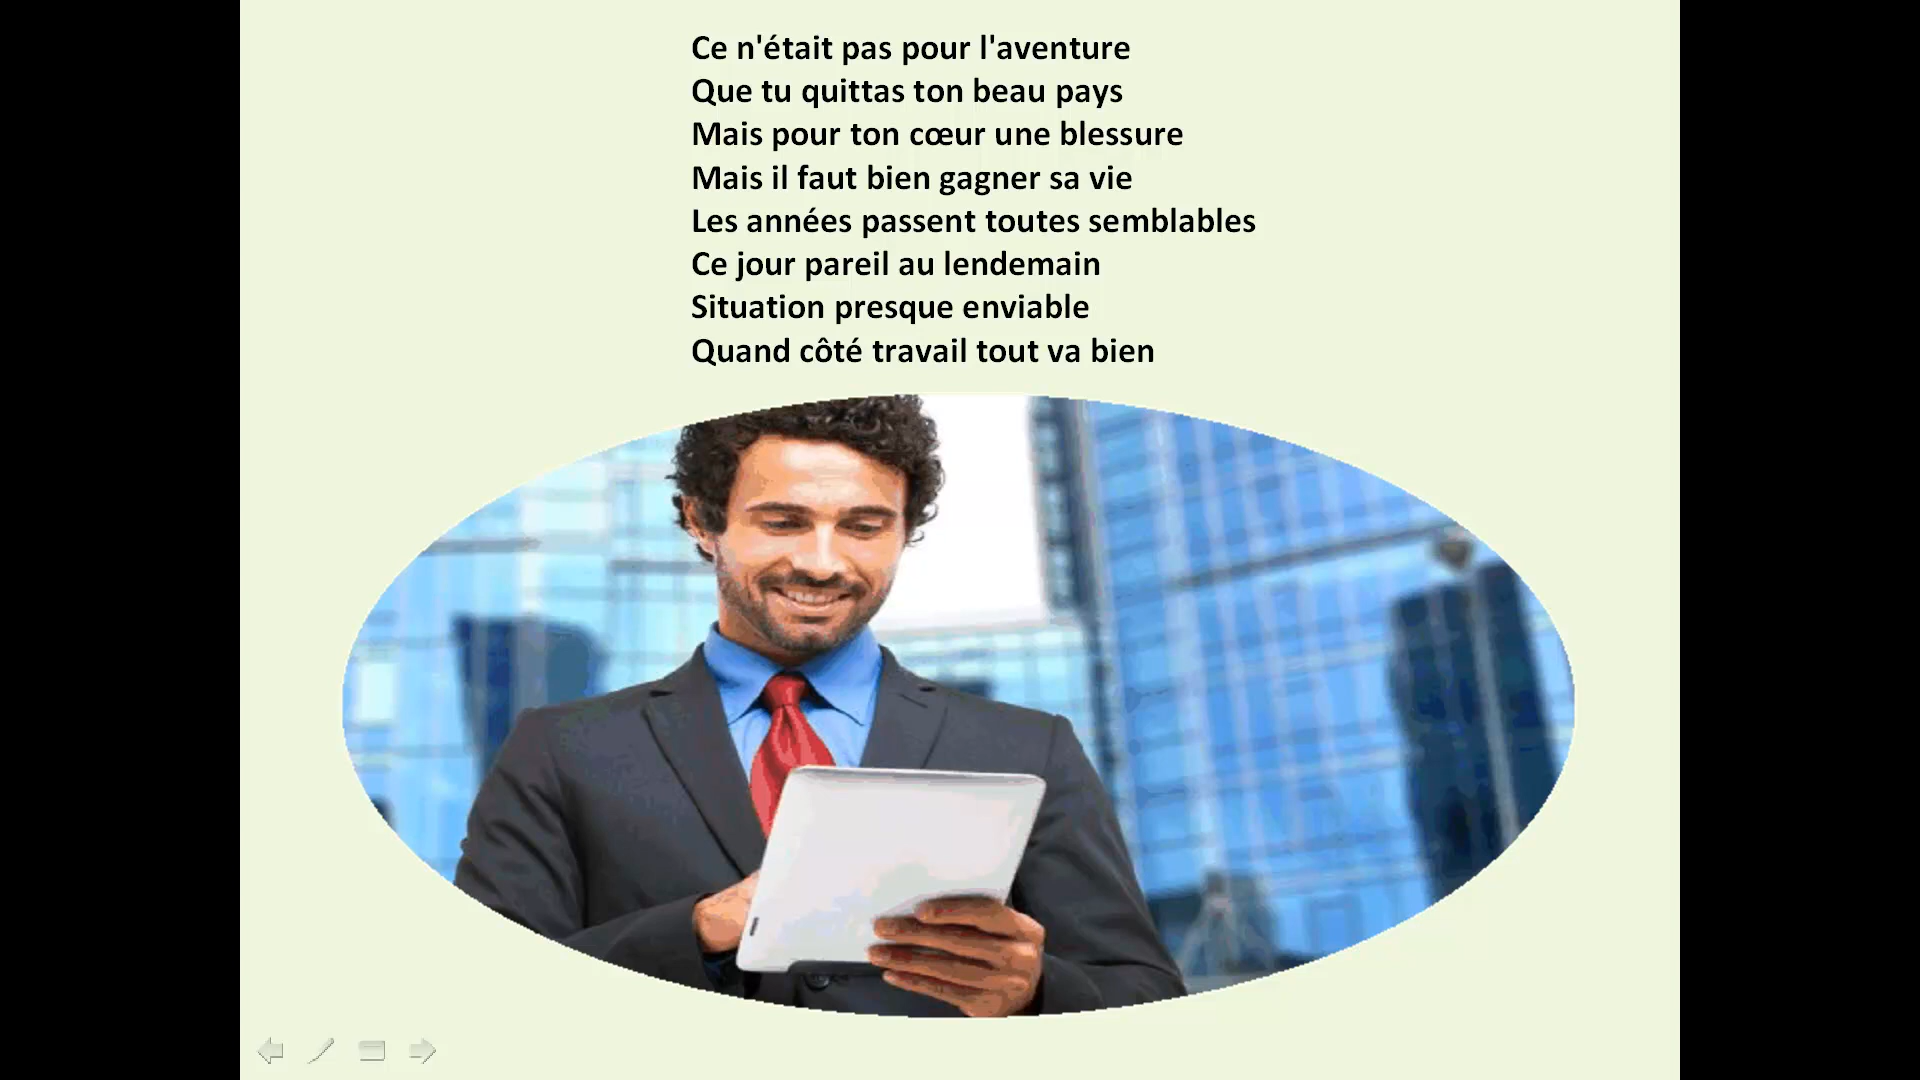 Ce n'était pas pour l'aventure
Que tu quittas ton beau pays
Mais pour ton cœur une blessure
Mais il faut bien gagner sa vie
Les années passent toutes semblables
Ce jour pareil au lendemain
Situation presque enviable
Quand côté travail tout va bien